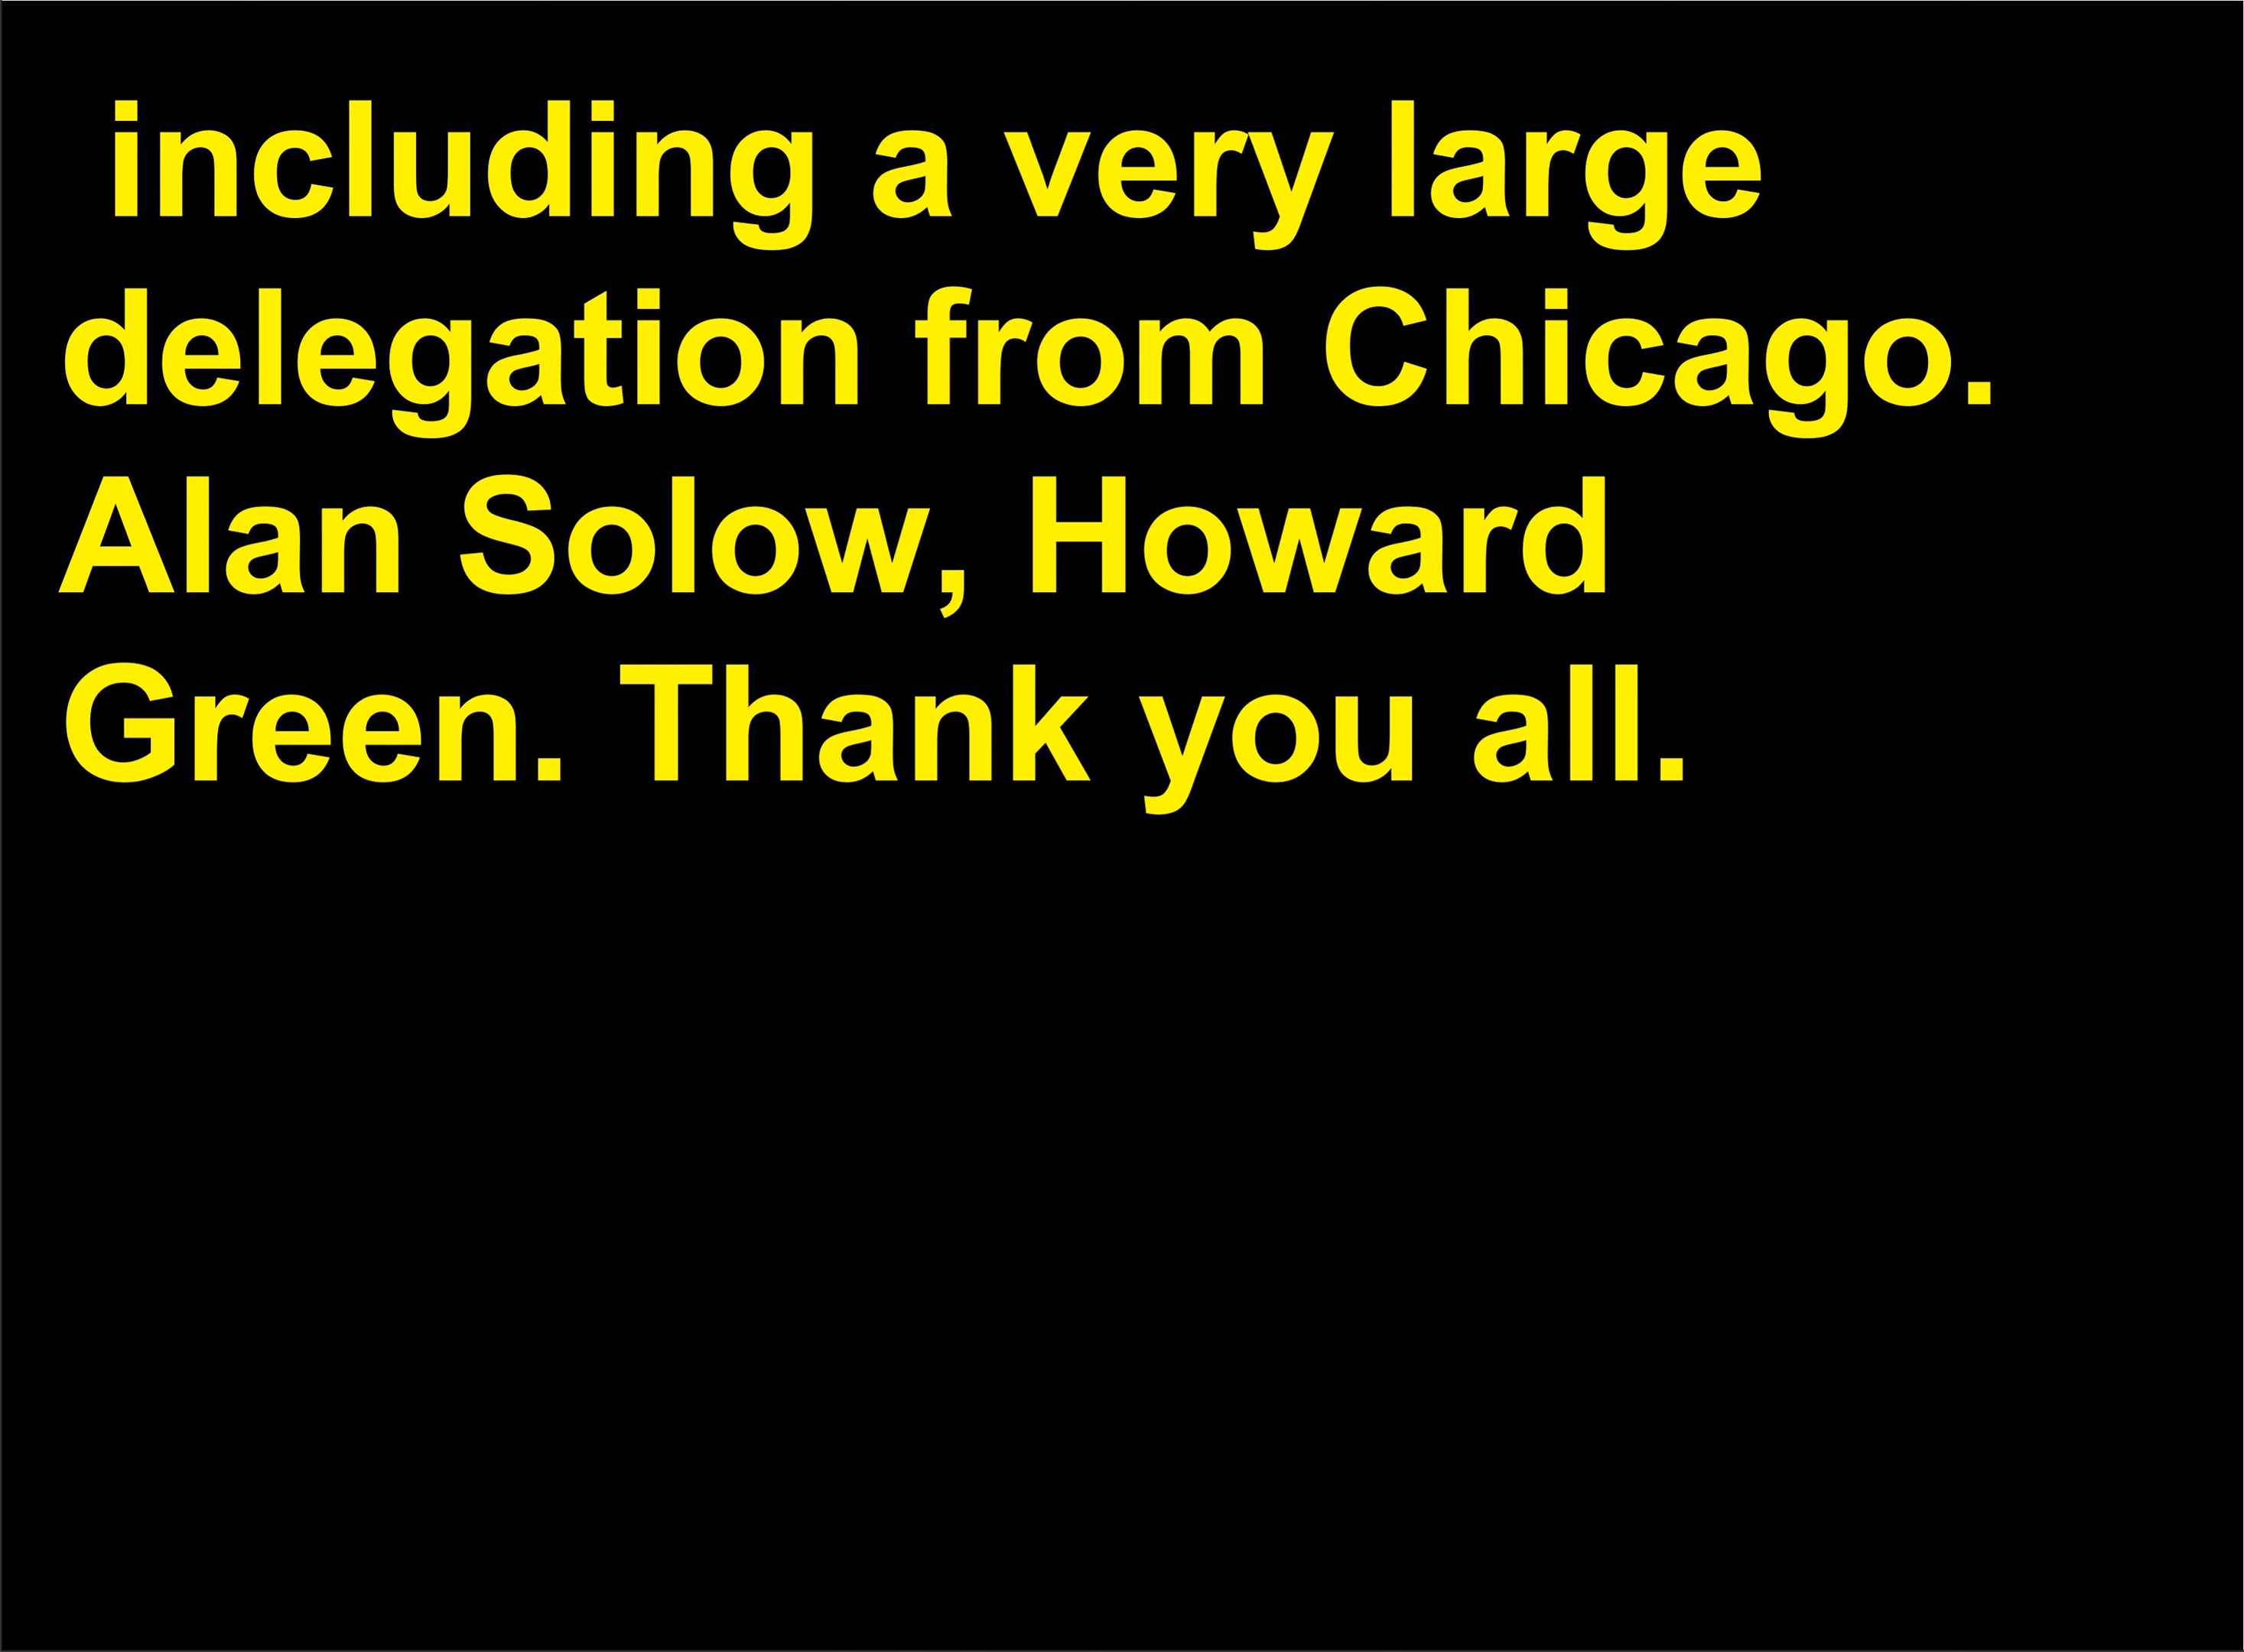 including a very large
delegation from Chicago.
Alan Solow, Howard
Green. Thank you all.